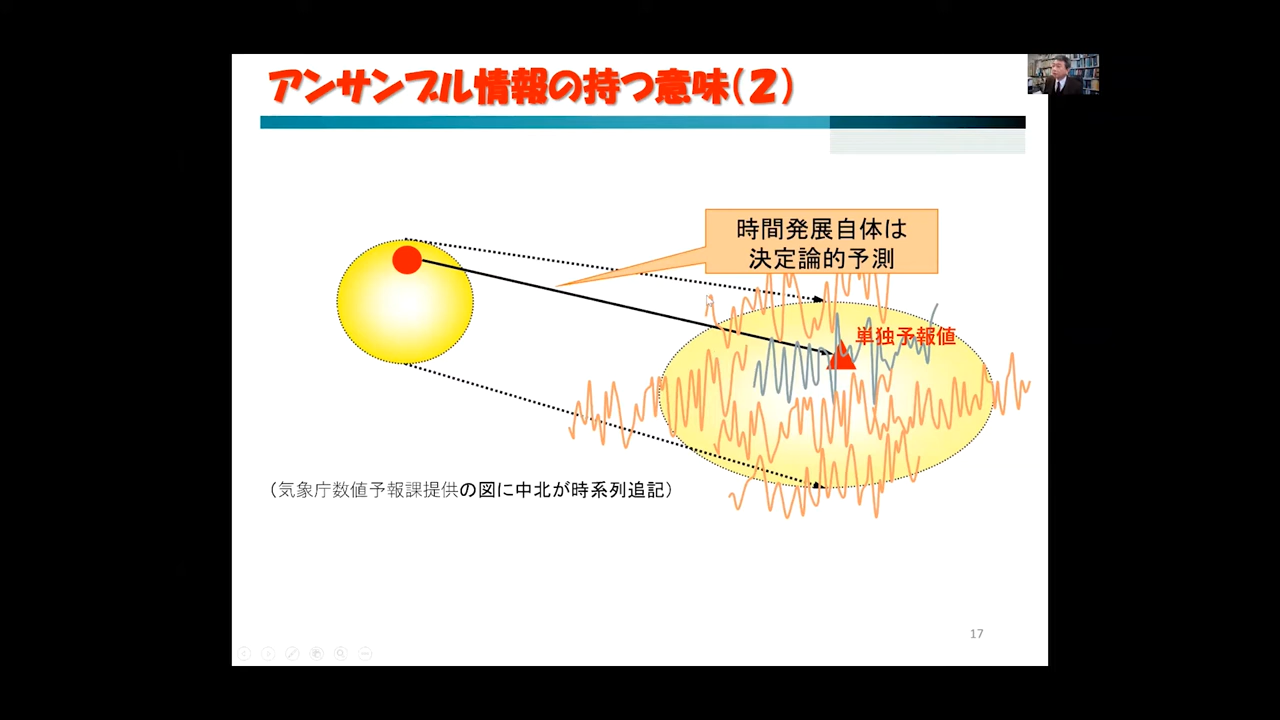 アンサンブル情報の持つ意味（２）
時間発展自体は
決定論的予測
単独予報値
（気象庁数値予報課提供の図に中北が時系列追記）
17